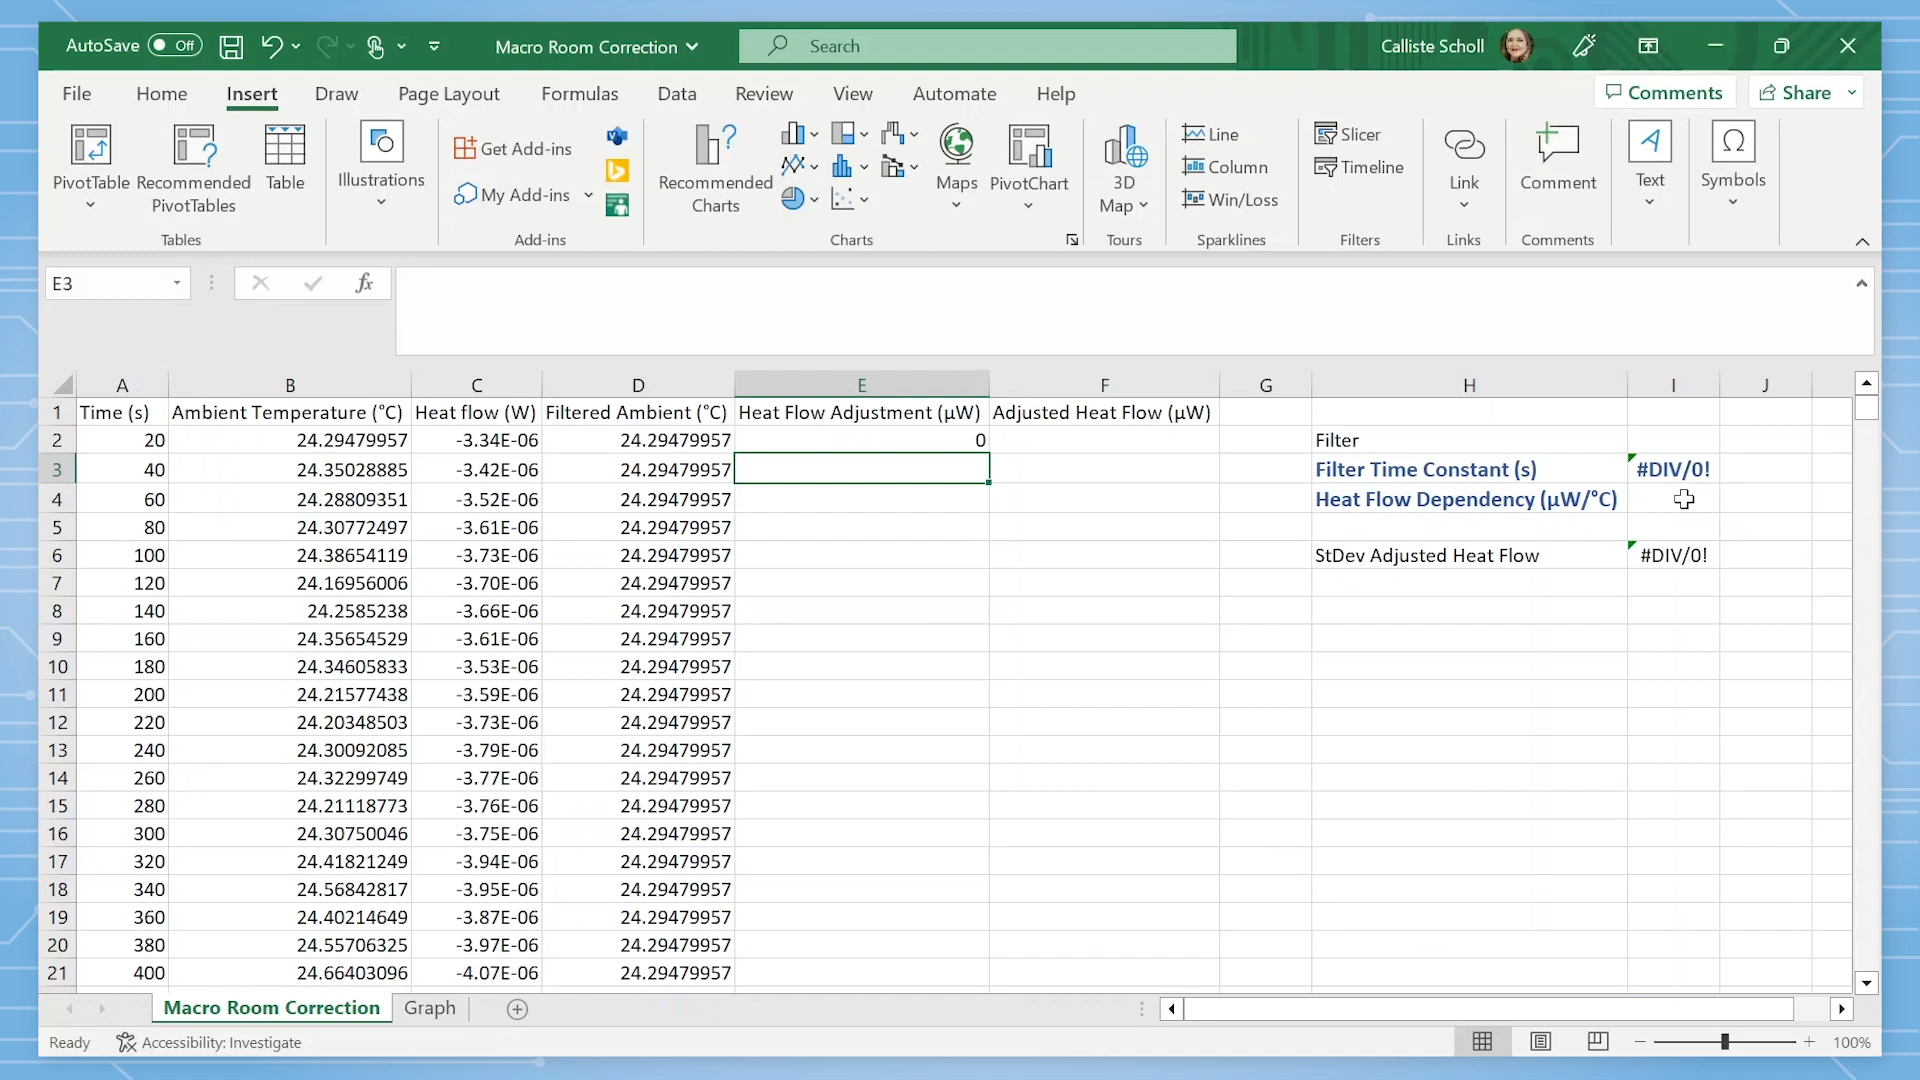 AutoSave Off Macro Room Correction Search Calliste Scholl
File Home Insert Draw Page Layout Formulas Data Review View Automate Help Comments Share
PivotTable
Recommended
PivotTables
Table
Tables
Illustrations
Get Add-ins
My Add-ins
Add-ins
Recommended
Charts
Maps
PivotChart
Charts
3D
Map
Tours
Line
Column
Win/Loss
Sparklines
Slicer
Timeline
Filters
Link
Links
Comment
Comments
Text
Symbols
E3 fx
A B C D E F G H I J
1 Time (s) Ambient Temperature (°C) Heat flow (W) Filtered Ambient (°C) Heat Flow Adjustment (µW) Adjusted Heat Flow (µW)
2 20 24.29479957 -3.34E-06 24.29479957 0 Filter
3 40 24.35028885 -3.42E-06 24.29479957 Filter Time Constant (s) #DIV/0!
4 60 24.28809351 -3.52E-06 24.29479957 Heat Flow Dependency (µW/°C)
5 80 24.30772497 -3.61E-06 24.29479957
6 100 24.38654119 -3.73E-06 24.29479957 StDev Adjusted Heat Flow #DIV/0!
7 120 24.16956006 -3.70E-06 24.29479957
8 140 24.2585238 -3.66E-06 24.29479957
9 160 24.35654529 -3.61E-06 24.29479957
10 180 24.34605833 -3.53E-06 24.29479957
11 200 24.21577438 -3.59E-06 24.29479957
12 220 24.20348503 -3.73E-06 24.29479957
13 240 24.30092085 -3.79E-06 24.29479957
14 260 24.32299749 -3.77E-06 24.29479957
15 280 24.21118773 -3.76E-06 24.29479957
16 300 24.30750046 -3.75E-06 24.29479957
17 320 24.41821249 -3.94E-06 24.29479957
18 340 24.56842817 -3.95E-06 24.29479957
19 360 24.40214649 -3.87E-06 24.29479957
20 380 24.55706325 -3.97E-06 24.29479957
21 400 24.66403096 -4.07E-06 24.29479957
Macro Room Correction Graph
Ready Accessibility: Investigate 100%